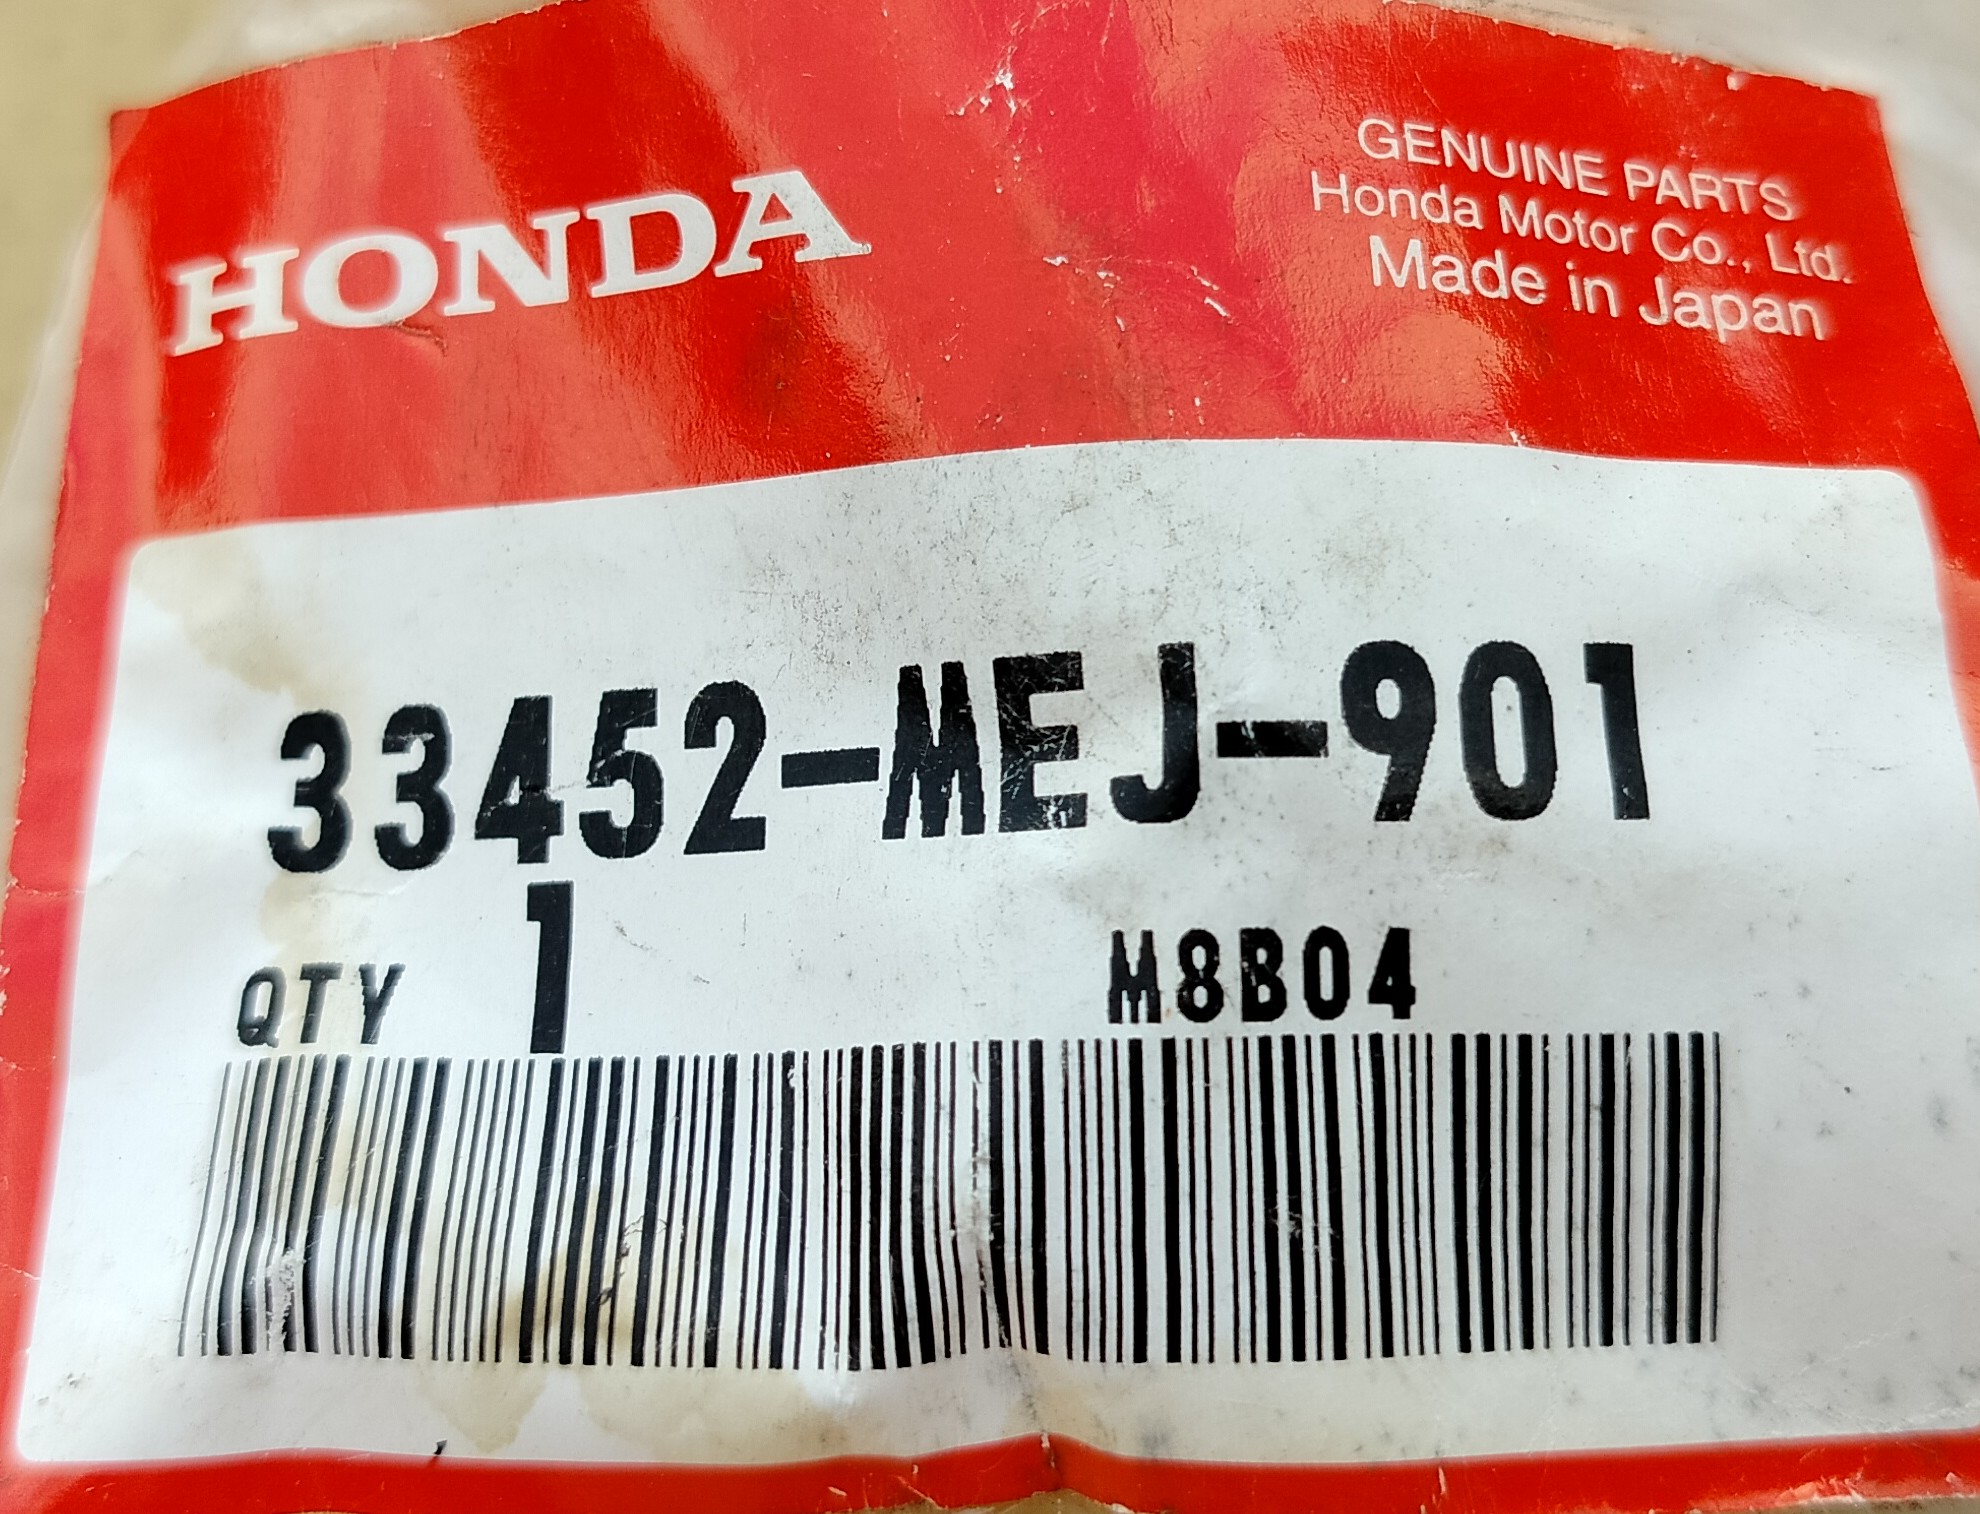 HONDA
GENUINE PARTS
Honda Motor Co., Ltd.
Made in Japan
33452-MEJ-901
QTY 1 M8B04